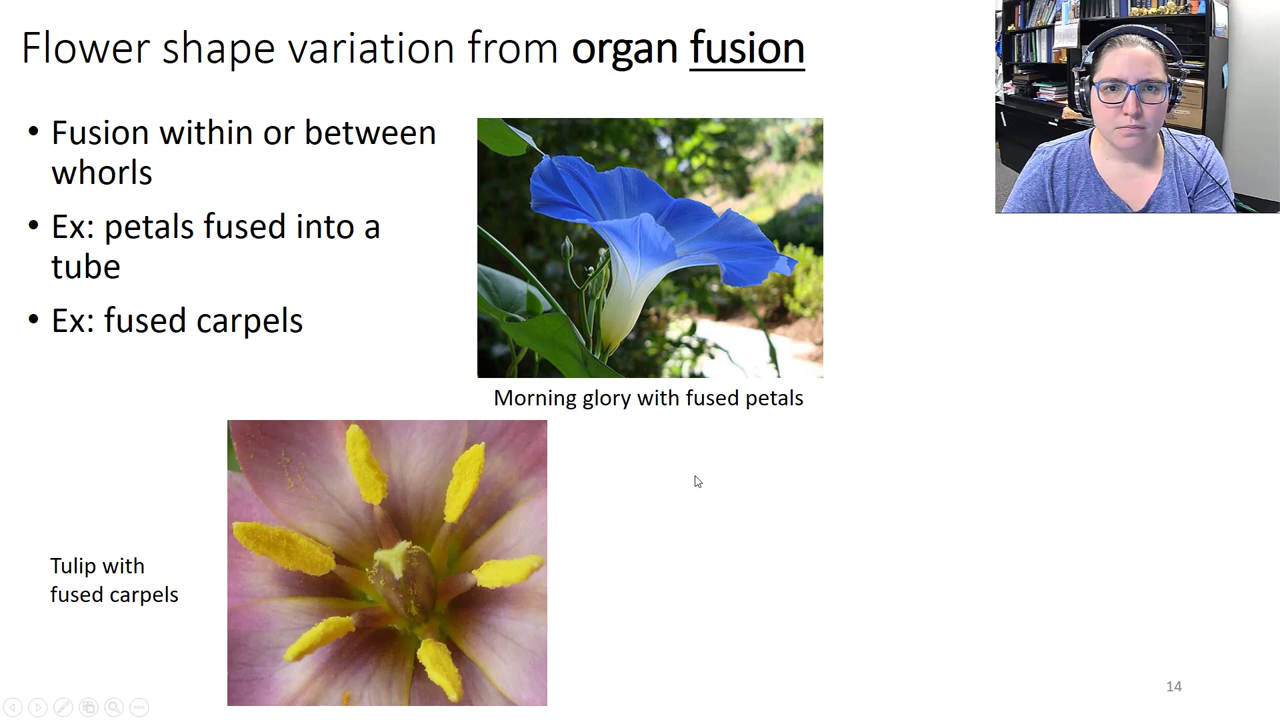 Flower shape variation from organ fusion
• Fusion within or between
whorls
• Ex: petals fused into a
tube
• Ex: fused carpels
Morning glory with fused petals
Tulip with
fused carpels
14